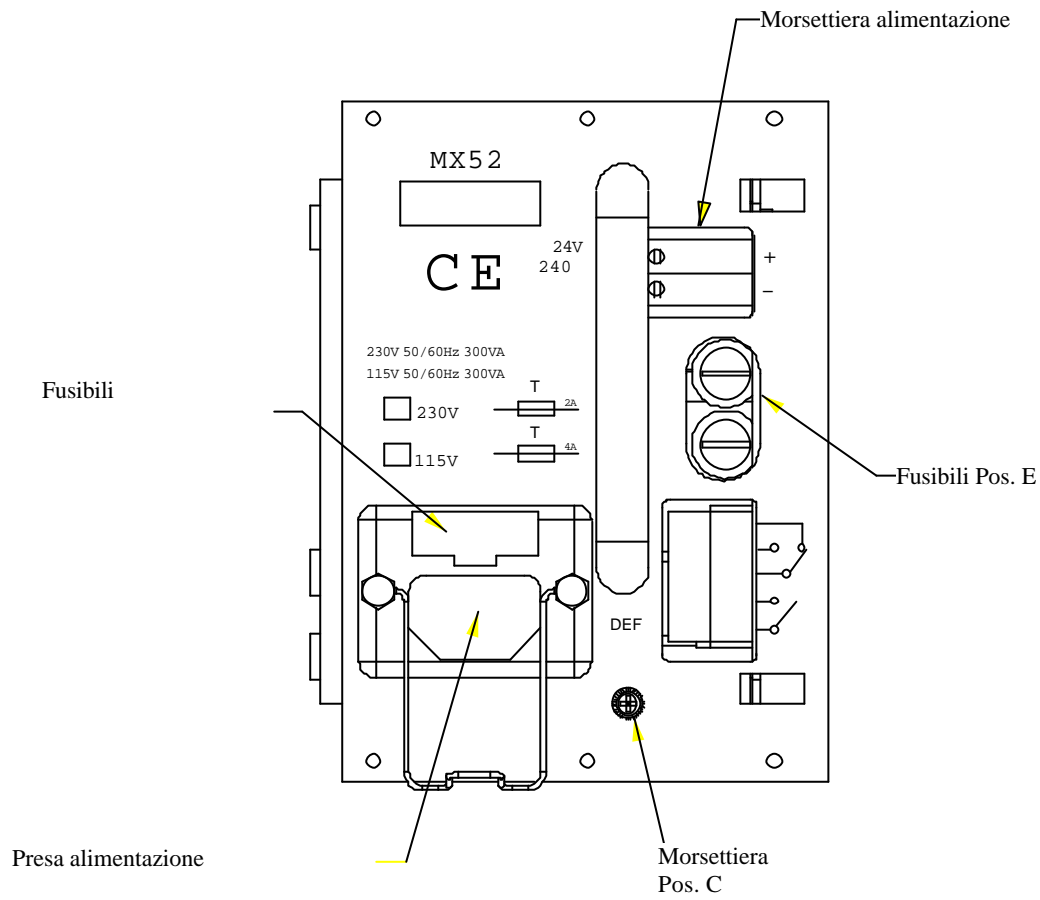 Morsettiera alimentazione
MX52
24V
240
CE
+
–
230V 50/60Hz 300VA
115V 50/60Hz 300VA
Fusibili
T
2A
230V
T
4A
115V
Fusibili Pos. E
DEF
Presa alimentazione
Morsettiera
Pos. C